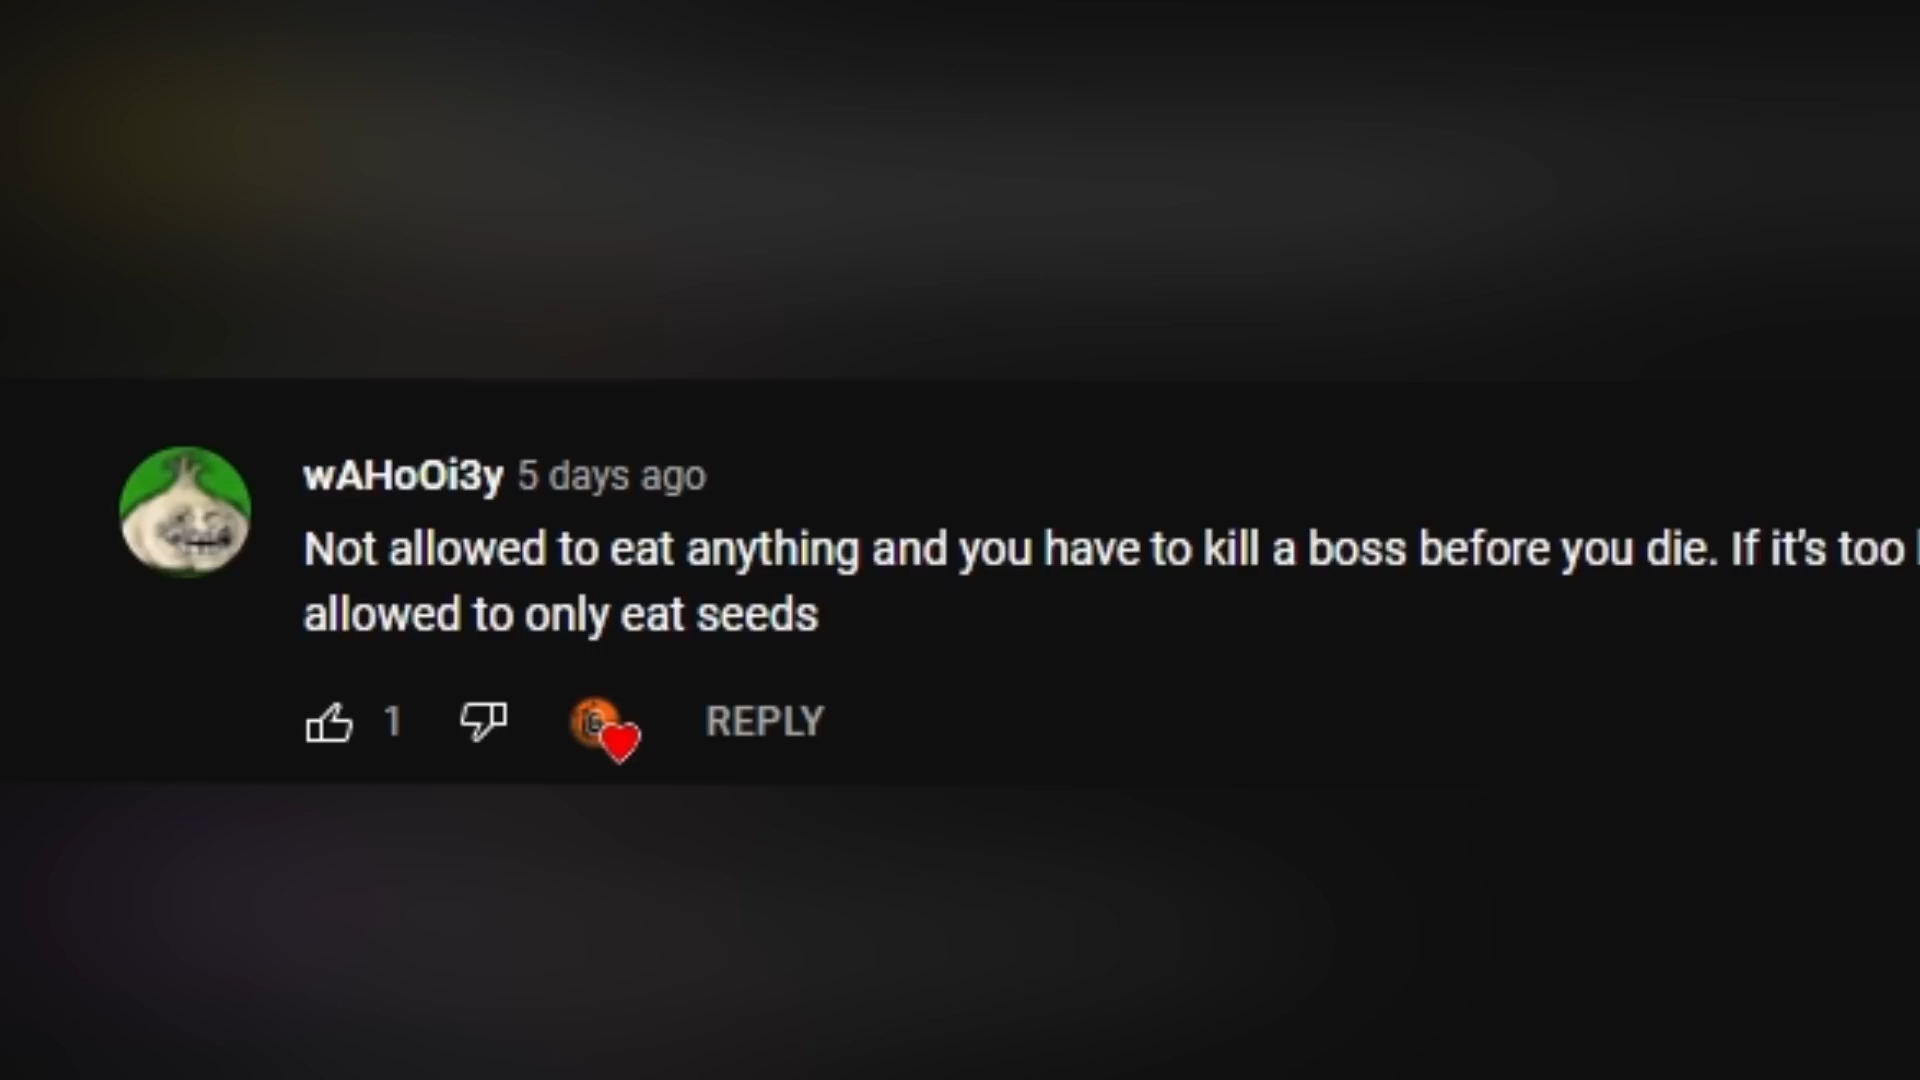 wAHoOi3y 5 days ago
Not allowed to eat anything and you have to kill a boss before you die. If it's too
allowed to only eat seeds
1 REPLY